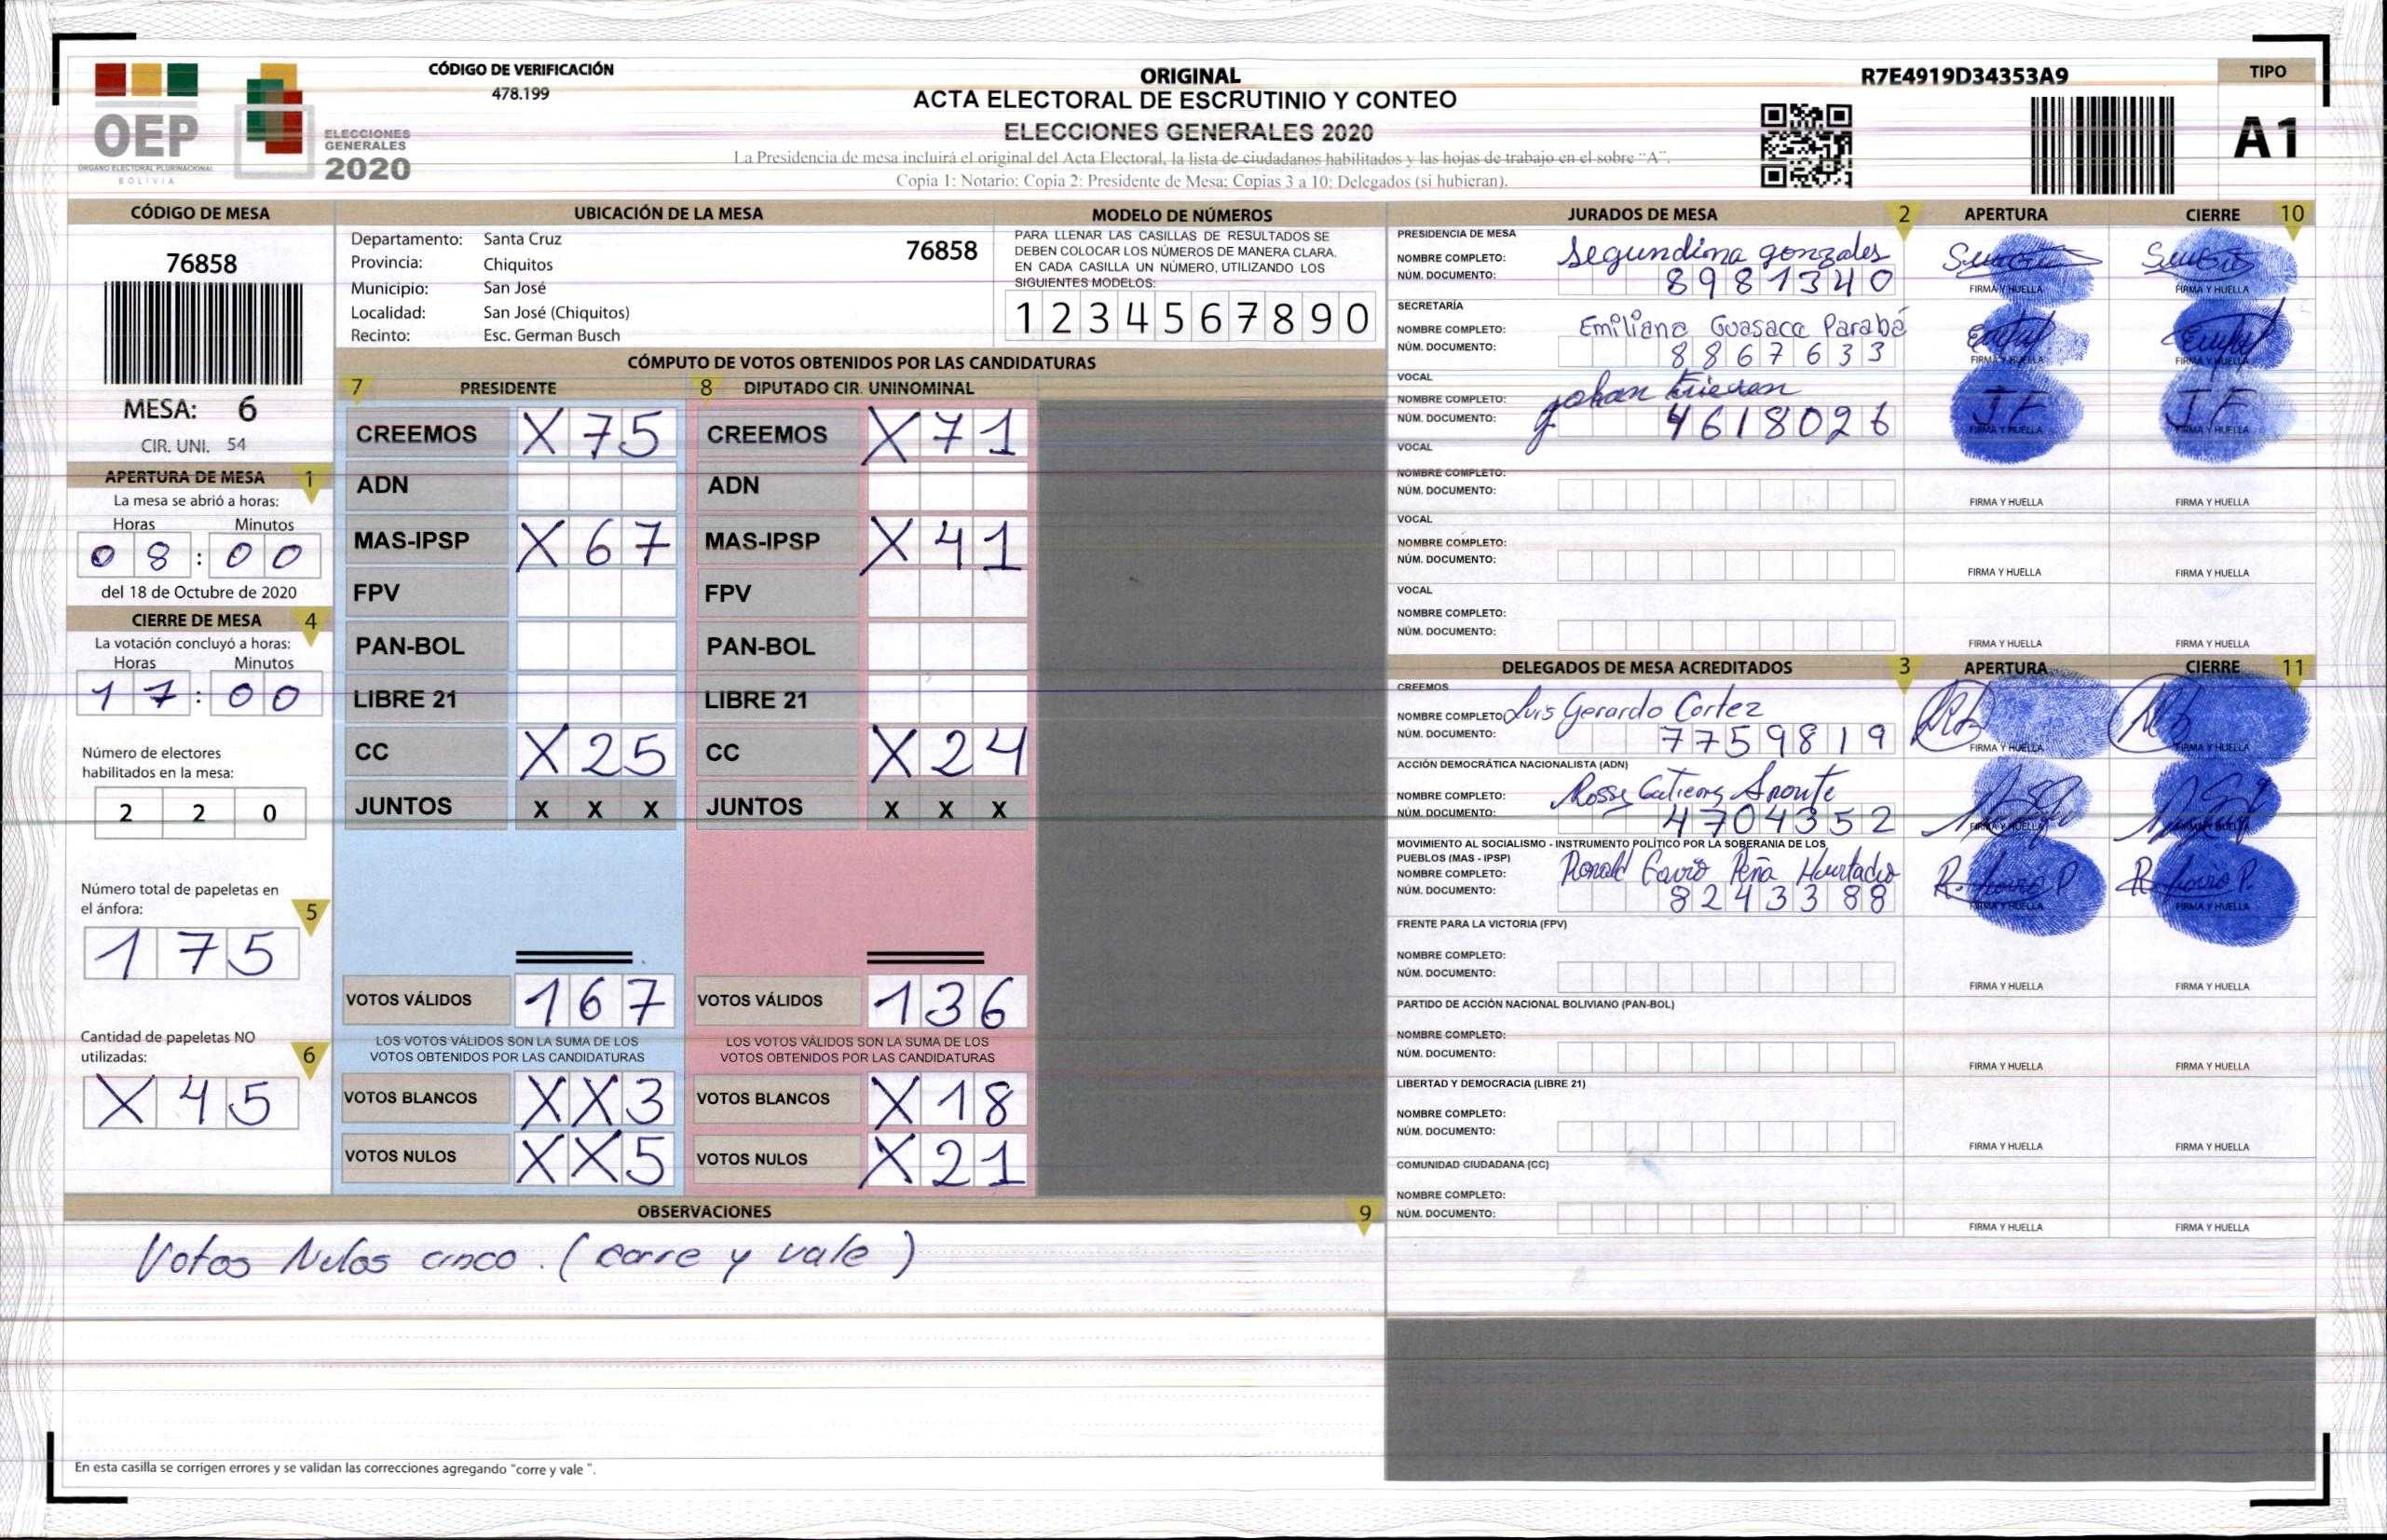 OEP
ÓRGANO ELECTORAL PLURINACIONAL
BOLIVIA
ELECCIONES
GENERALES
2020
CÓDIGO DE VERIFICACIÓN
478.199
ORIGINAL
ACTA ELECTORAL DE ESCRUTINIO Y CONTEO
ELECCIONES GENERALES 2020
La Presidencia de mesa incluirá el original del Acta Electoral, la lista de ciudadanos habilitados y las hojas de trabajo en el sobre "A".
Copia 1: Notario; Copia 2: Presidente de Mesa; Copias 3 a 10: Delegados (si hubieran).
R7E4919D34353A9
TIPO
A1
CÓDIGO DE MESA
76858
MESA: 6
CIR. UNI. 54
APERTURA DE MESA 1
La mesa se abrió a horas:
Horas Minutos
08:00
del 18 de Octubre de 2020
CIERRE DE MESA 4
La votación concluyó a horas:
Horas Minutos
17:00
Número de electores
habilitados en la mesa:
220
Número total de papeletas en
el ánfora: 5
175
Cantidad de papeletas NO
utilizadas: 6
X45
UBICACIÓN DE LA MESA
Departamento: Santa Cruz 76858
Provincia: Chiquitos
Municipio: San José
Localidad: San José (Chiquitos)
Recinto: Esc. German Busch
MODELO DE NÚMEROS
PARA LLENAR LAS CASILLAS DE RESULTADOS SE
DEBEN COLOCAR LOS NÚMEROS DE MANERA CLARA.
EN CADA CASILLA UN NÚMERO, UTILIZANDO LOS
SIGUIENTES MODELOS:
1 2 3 4 5 6 7 8 9 0
CÓMPUTO DE VOTOS OBTENIDOS POR LAS CANDIDATURAS
7 PRESIDENTE 8 DIPUTADO CIR. UNINOMINAL
CREEMOS X75 CREEMOS X71
ADN ADN
MAS-IPSP X67 MAS-IPSP X41
FPV FPV
PAN-BOL PAN-BOL
LIBRE 21 LIBRE 21
CC X25 CC X24
JUNTOS X X X JUNTOS X X X
VOTOS VÁLIDOS 167 VOTOS VÁLIDOS 136
LOS VOTOS VÁLIDOS SON LA SUMA DE LOS LOS VOTOS VÁLIDOS SON LA SUMA DE LOS
VOTOS OBTENIDOS POR LAS CANDIDATURAS VOTOS OBTENIDOS POR LAS CANDIDATURAS
VOTOS BLANCOS XX3 VOTOS BLANCOS X18
VOTOS NULOS XX5 VOTOS NULOS X21
OBSERVACIONES 9
Votos Nulos cinco. (corre y vale)
En esta casilla se corrigen errores y se validan las correcciones agregando "corre y vale ".
JURADOS DE MESA 2 APERTURA CIERRE 10
PRESIDENCIA DE MESA
NOMBRE COMPLETO: Segundina gonzales
NÚM. DOCUMENTO: 8981340 FIRMA Y HUELLA FIRMA Y HUELLA
SECRETARÍA
NOMBRE COMPLETO: Emiliana Guasace Parabá
NÚM. DOCUMENTO: 8867633 FIRMA Y HUELLA FIRMA Y HUELLA
VOCAL
NOMBRE COMPLETO: johan
NÚM. DOCUMENTO: 4618026 JF FIRMA Y HUELLA JF FIRMA Y HUELLA
VOCAL
NOMBRE COMPLETO:
NÚM. DOCUMENTO: FIRMA Y HUELLA FIRMA Y HUELLA
VOCAL
NOMBRE COMPLETO:
NÚM. DOCUMENTO: FIRMA Y HUELLA FIRMA Y HUELLA
VOCAL
NOMBRE COMPLETO:
NÚM. DOCUMENTO: FIRMA Y HUELLA FIRMA Y HUELLA
DELEGADOS DE MESA ACREDITADOS 3 APERTURA CIERRE 11
CREEMOS
NOMBRE COMPLETO: Luis Gerardo Cortez
NÚM. DOCUMENTO: 7759819 FIRMA Y HUELLA FIRMA Y HUELLA
ACCIÓN DEMOCRÁTICA NACIONALISTA (ADN)
NOMBRE COMPLETO:
NÚM. DOCUMENTO: 4704352 FIRMA Y HUELLA FIRMA Y HUELLA
MOVIMIENTO AL SOCIALISMO - INSTRUMENTO POLÍTICO POR LA SOBERANIA DE LOS
PUEBLOS (MAS - IPSP)
NOMBRE COMPLETO: Ronald Peña Hurtado
NÚM. DOCUMENTO: 8243388 FIRMA Y HUELLA FIRMA Y HUELLA
FRENTE PARA LA VICTORIA (FPV)
NOMBRE COMPLETO:
NÚM. DOCUMENTO: FIRMA Y HUELLA FIRMA Y HUELLA
PARTIDO DE ACCIÓN NACIONAL BOLIVIANO (PAN-BOL)
NOMBRE COMPLETO:
NÚM. DOCUMENTO: FIRMA Y HUELLA FIRMA Y HUELLA
LIBERTAD Y DEMOCRACIA (LIBRE 21)
NOMBRE COMPLETO:
NÚM. DOCUMENTO: FIRMA Y HUELLA FIRMA Y HUELLA
COMUNIDAD CIUDADANA (CC)
NOMBRE COMPLETO:
NÚM. DOCUMENTO: FIRMA Y HUELLA FIRMA Y HUELLA